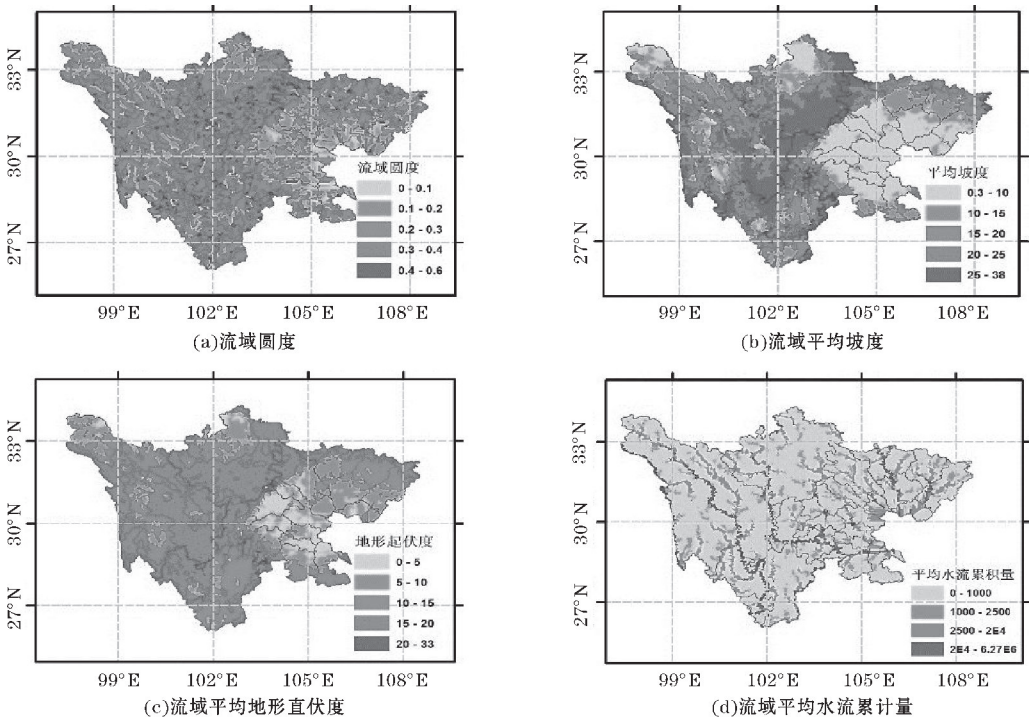 33°N
30°N
27°N
流域圆度
0 - 0.1
0.1 - 0.2
0.2 - 0.3
0.3 - 0.4
0.4 - 0.6
99°E 102°E 105°E 108°E
(a)流域圆度
33°N
30°N
27°N
平均坡度
0.3 - 10
10 - 15
15 - 20
20 - 25
25 - 38
99°E 102°E 105°E 108°E
(b)流域平均坡度
33°N
30°N
27°N
地形起伏度
0 - 5
5 - 10
10 - 15
15 - 20
20 - 33
99°E 102°E 105°E 108°E
(c)流域平均地形直伏度
33°N
30°N
27°N
平均水流累积量
0 - 1000
1000 - 2500
2500 - 2E4
2E4 - 6.27E6
99°E 102°E 105°E 108°E
(d)流域平均水流累计量